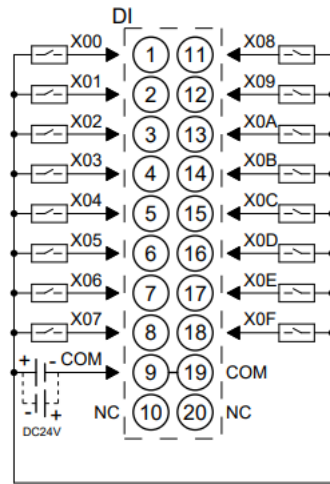 DI
X00 1 11 X08
X01 2 12 X09
X02 3 13 X0A
X03 4 14 X0B
X04 5 15 X0C
X05 6 16 X0D
X06 7 17 X0E
X07 8 18 X0F
+ - COM 9 19 COM
- +
NC 10 20 NC
DC24V